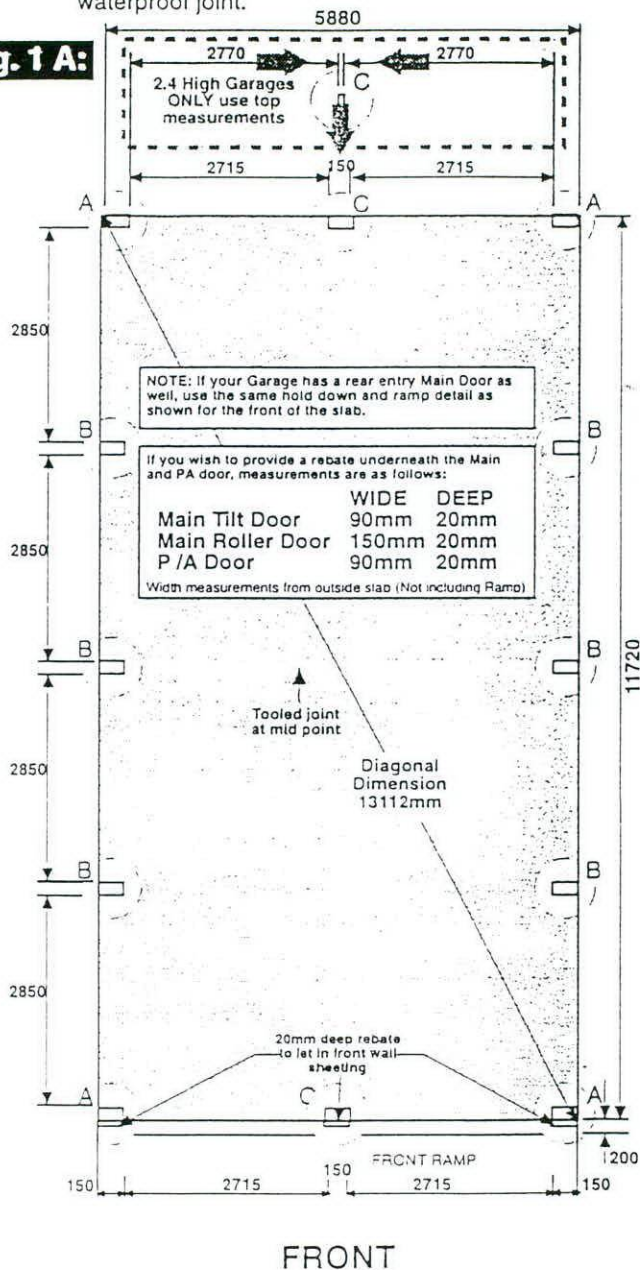 waterproof joint.
5880
g. 1 A:
2770 2770
2.4 High Garages
ONLY use top
measurements
C
2715 150 2715
A C A
2850
NOTE: If your Garage has a rear entry Main Door as
well, use the same hold down and ramp detail as
shown for the front of the slab.
B B
If you wish to provide a rebate underneath the Main
and PA door, measurements are as follows:
WIDE DEEP
Main Tilt Door 90mm 20mm
Main Roller Door 150mm 20mm
P/A Door 90mm 20mm
Width measurements from outside slab (Not including Ramp)
2850
B B
11720
Tooled joint
at mid point
2850
Diagonal
Dimension
13112mm
B B
2850
20mm deep rebate
to let in front wall
sheeting
A C A
FRONT RAMP
200
150 2715 150 2715 150
FRONT